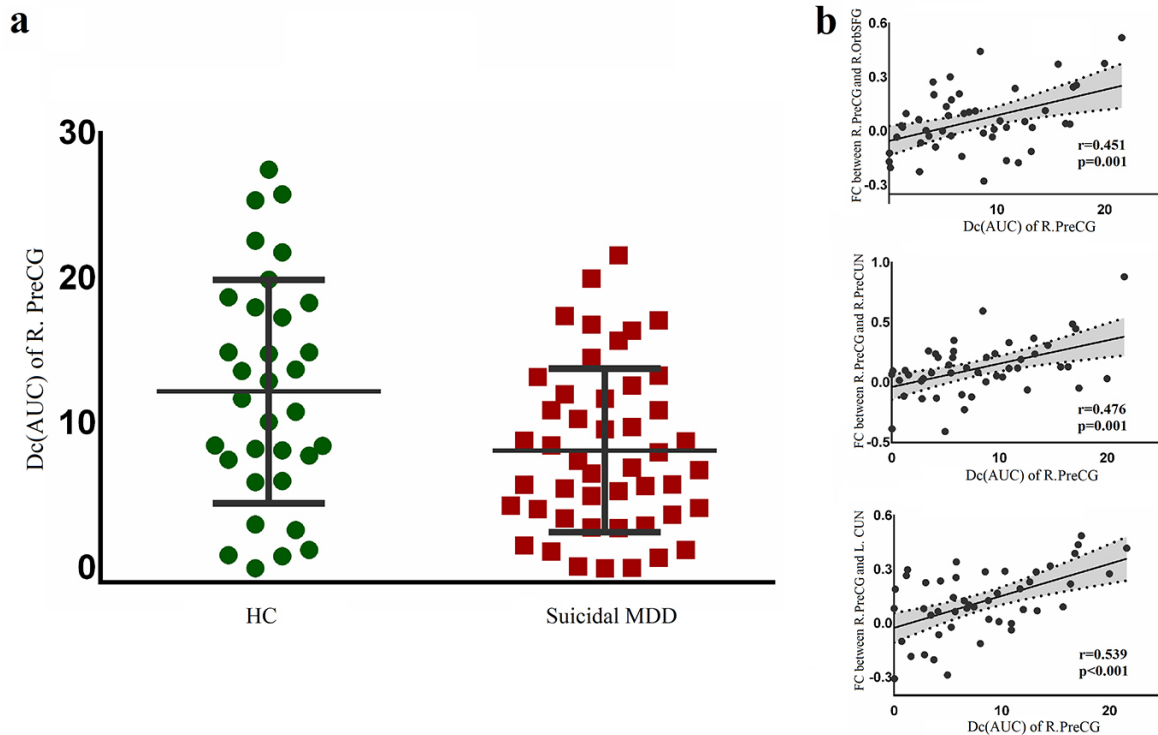 a
Dc(AUC) of R. PreCG
30
20
10
0
HC
Suicidal MDD
b
FC between R.PreCG and R.OrbSFG
0.6
0.3
0.0
-0.3
r=0.451
p=0.001
10
20
Dc(AUC) of R.PreCG
FC between R.PreCG and R.PreCUN
1.0
0.5
0.0
-0.5
r=0.476
p=0.001
0
10
20
Dc(AUC) of R.PreCG
FC between R.PreCG and L. CUN
0.6
0.3
0.0
-0.3
r=0.539
p<0.001
0
10
20
Dc(AUC) of R.PreCG